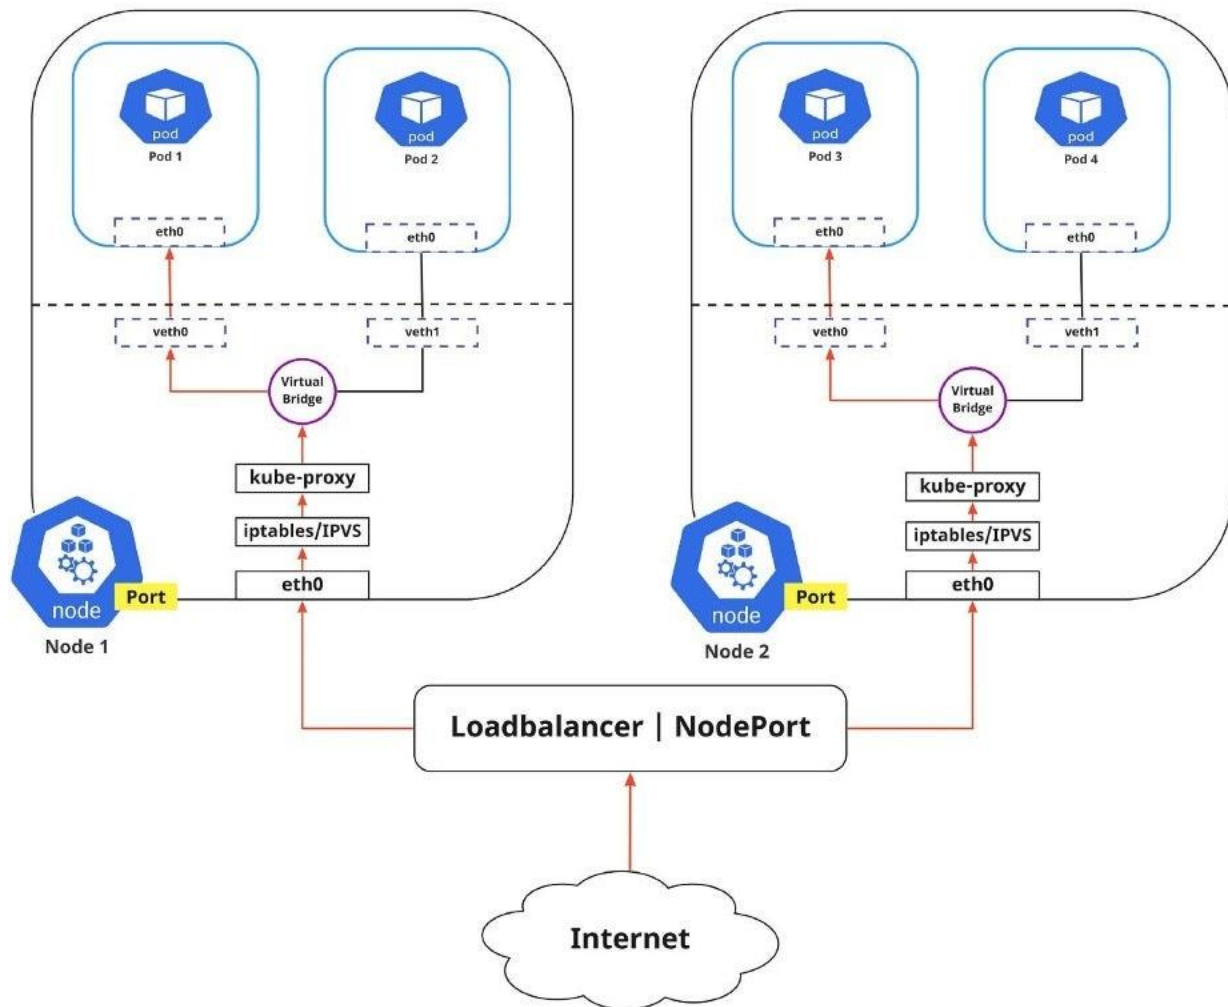 pod
Pod 1
pod
Pod 2
pod
Pod 3
pod
Pod 4
eth0
eth0
eth0
eth0
veth0
veth1
veth0
veth1
Virtual
Bridge
Virtual
Bridge
kube-proxy
kube-proxy
iptables/IPVS
iptables/IPVS
eth0
eth0
Port
Port
node
node
Node 1
Node 2
Loadbalancer | NodePort
Internet